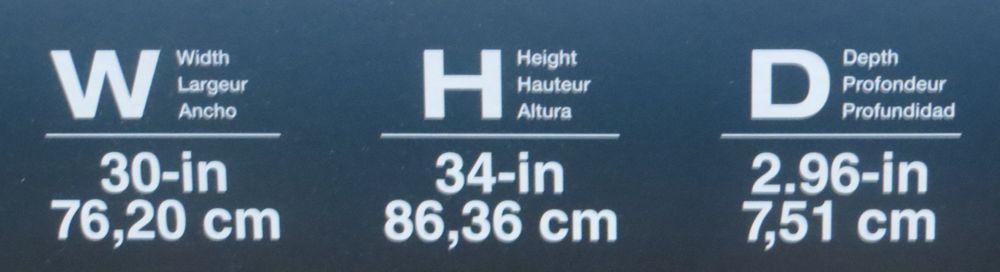 W
Width
Largeur
Ancho
30-in
76,20 cm
H
Height
Hauteur
Altura
34-in
86,36 cm
D
Depth
Profondeur
Profundidad
2.96-in
7,51 cm